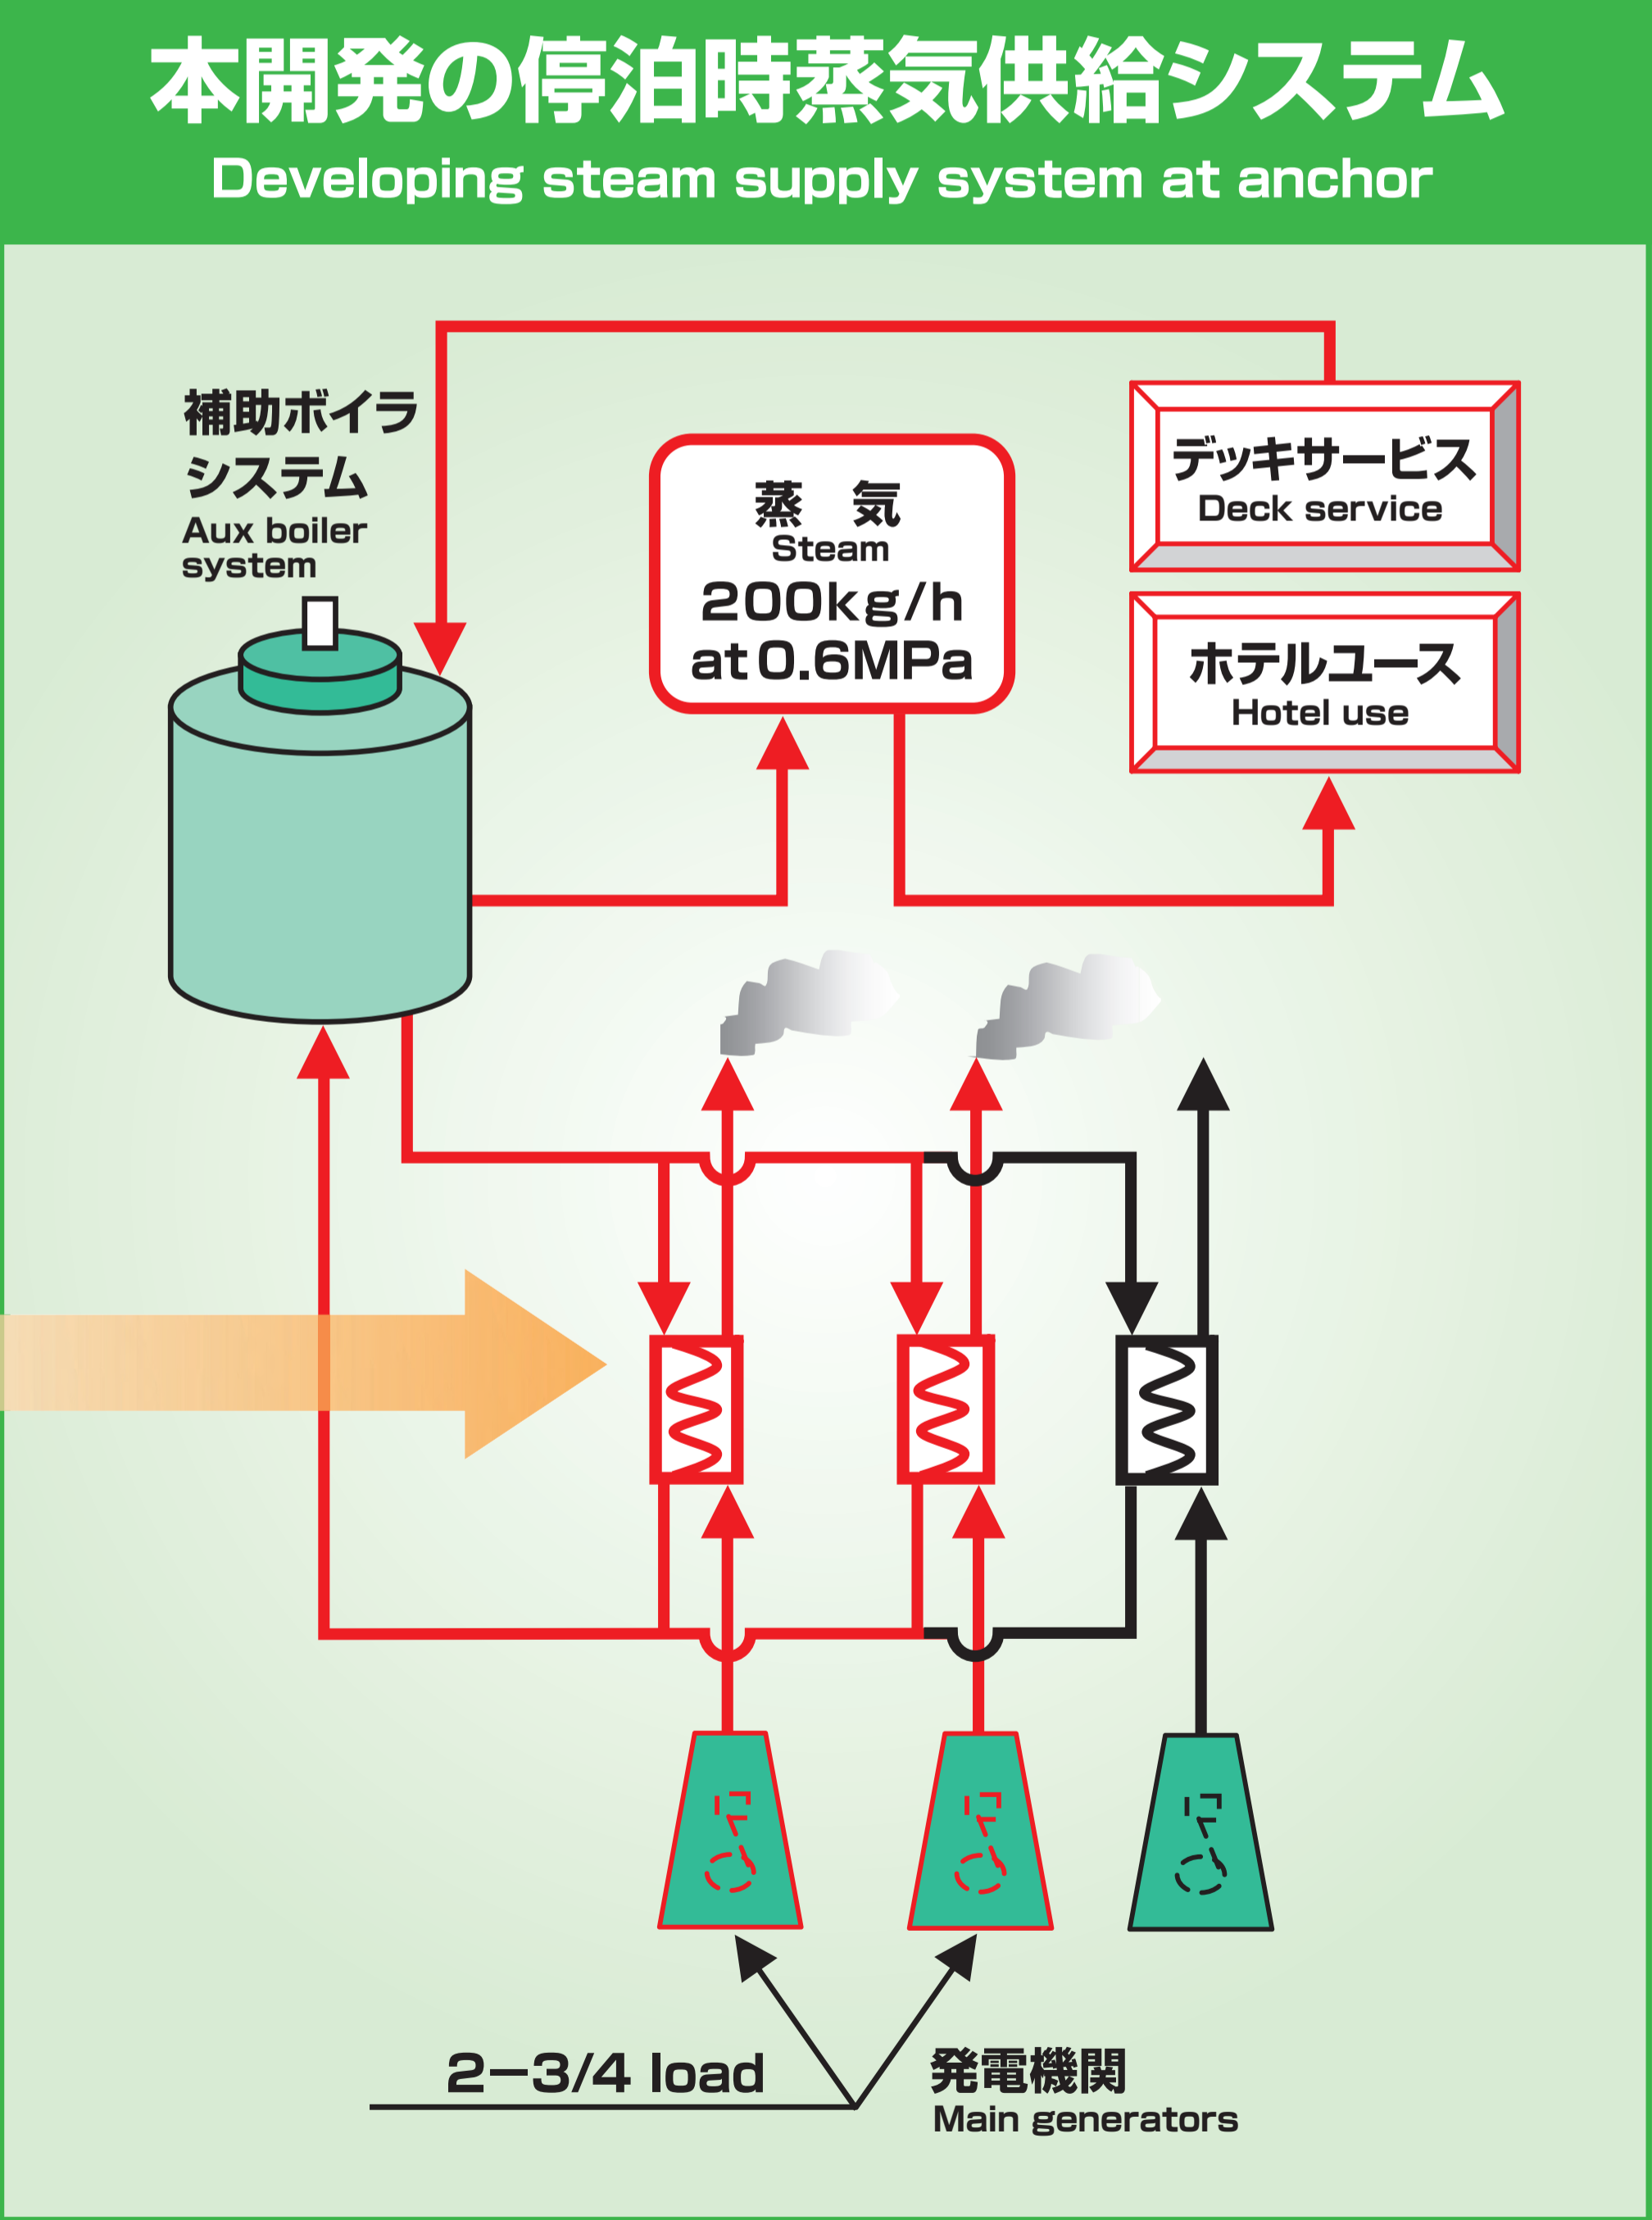 本開発の停泊時蒸気供給システム
Developing steam supply system at anchor
補助ボイラ
システム
Aux boiler
system
蒸 気
Steam
200kg/h
at 0.6MPa
デッキサービス
Deck service
ホテルユース
Hotel use
2-3/4 load
発電機関
Main generators